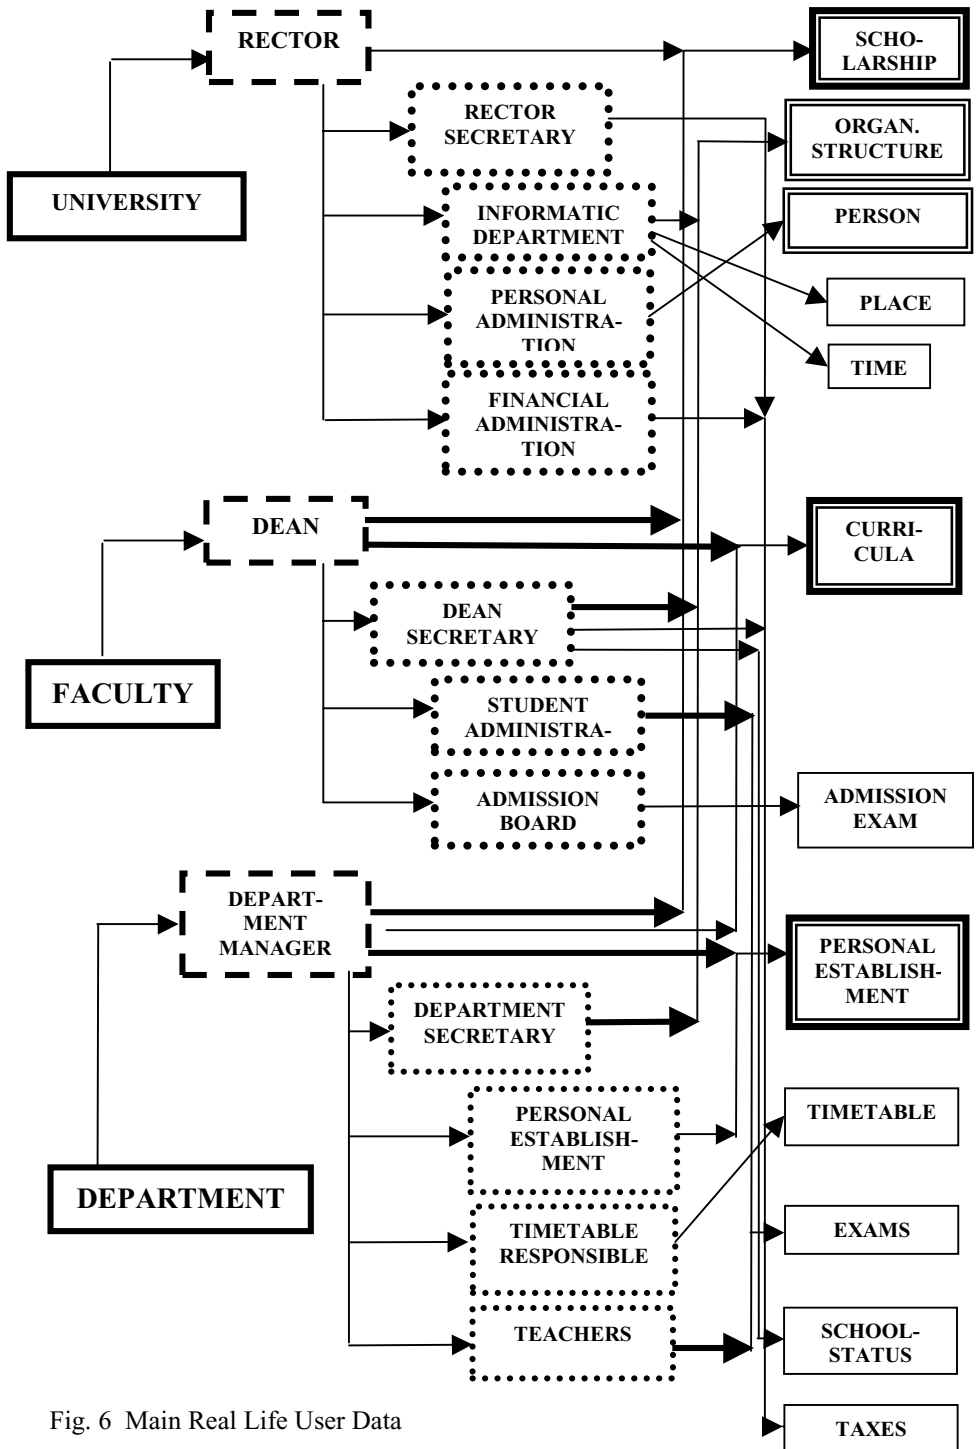 RECTOR
SCHO-
LARSHIP
RECTOR
SECRETARY
ORGAN.
STRUCTURE
UNIVERSITY
INFORMATIC
DEPARTMENT
PERSON
PERSONAL
ADMINISTRA-
TION
PLACE
TIME
FINANCIAL
ADMINISTRA-
TION
DEAN
CURRI-
CULA
DEAN
SECRETARY
FACULTY
STUDENT
ADMINISTRA-
ADMISSION
BOARD
ADMISSION
EXAM
DEPART-
MENT
MANAGER
PERSONAL
ESTABLISH-
MENT
DEPARTMENT
SECRETARY
PERSONAL
ESTABLISH-
MENT
TIMETABLE
DEPARTMENT
TIMETABLE
RESPONSIBLE
EXAMS
TEACHERS
SCHOOL-
STATUS
Fig. 6 Main Real Life User Data
TAXES